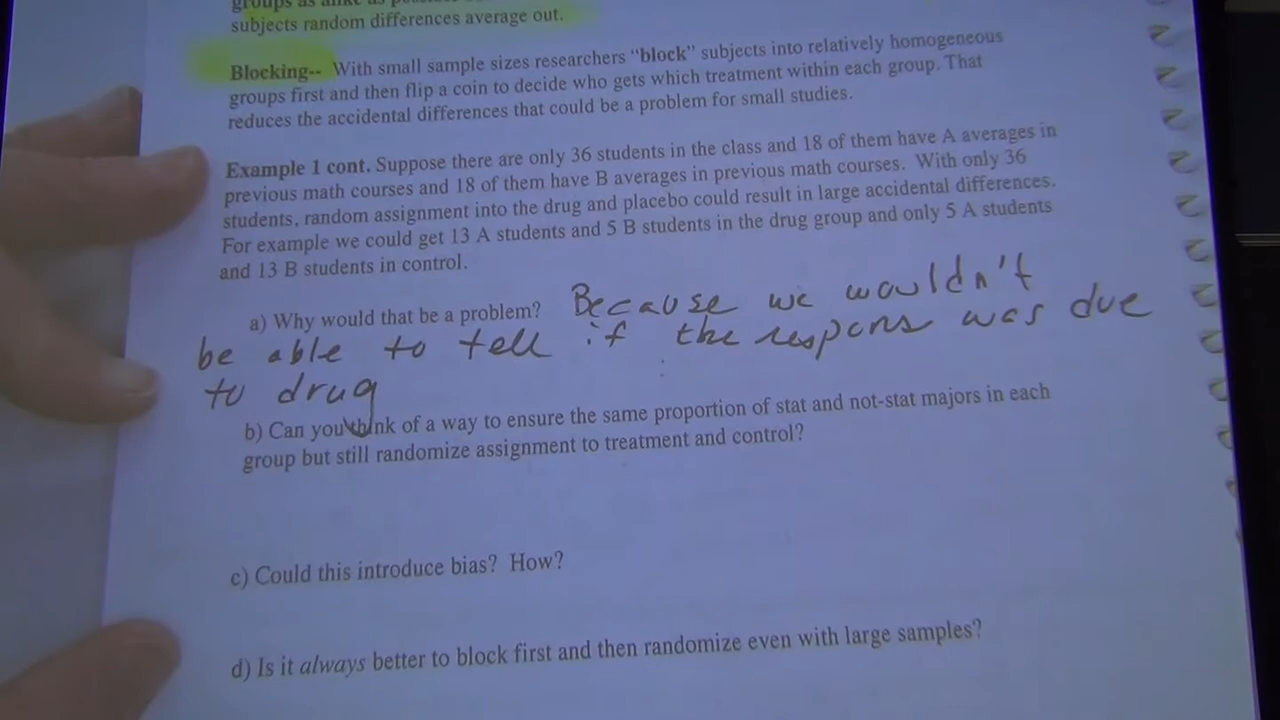 groups as alike as possible
subjects random differences average out.
Blocking-- With small sample sizes researchers "block" subjects into relatively homogeneous
groups first and then flip a coin to decide who gets which treatment within each group. That
reduces the accidental differences that could be a problem for small studies.
Example 1 cont. Suppose there are only 36 students in the class and 18 of them have A averages in
previous math courses and 18 of them have B averages in previous math courses. With only 36
students, random assignment into the drug and placebo could result in large accidental differences.
For example we could get 13 A students and 5 B students in the drug group and only 5 A students
and 13 B students in control.
a) Why would that be a problem? Because we wouldn't
be able to tell if the respons was due
to drug
b) Can you think of a way to ensure the same proportion of stat and not-stat majors in each
group but still randomize assignment to treatment and control?
c) Could this introduce bias? How?
d) Is it always better to block first and then randomize even with large samples?